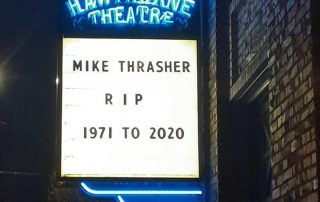 HAWTHORNE
THEATRE
MIKE THRASHER
RIP
1971 TO 2020